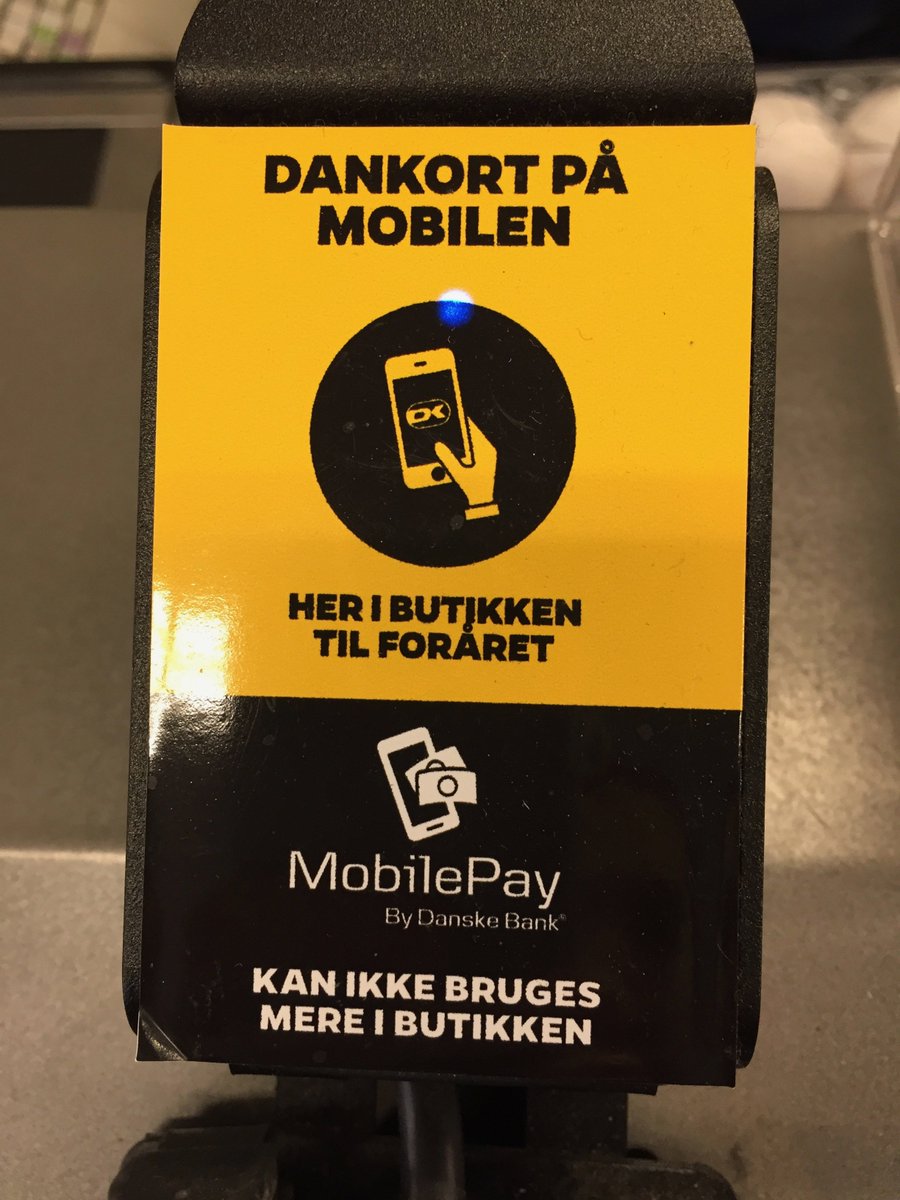 DANKORT PÅ
MOBILEN
DK
HER I BUTIKKEN
TIL FORÅRET
MobilePay
By Danske Bank®
KAN IKKE BRUGES
MERE I BUTIKKEN